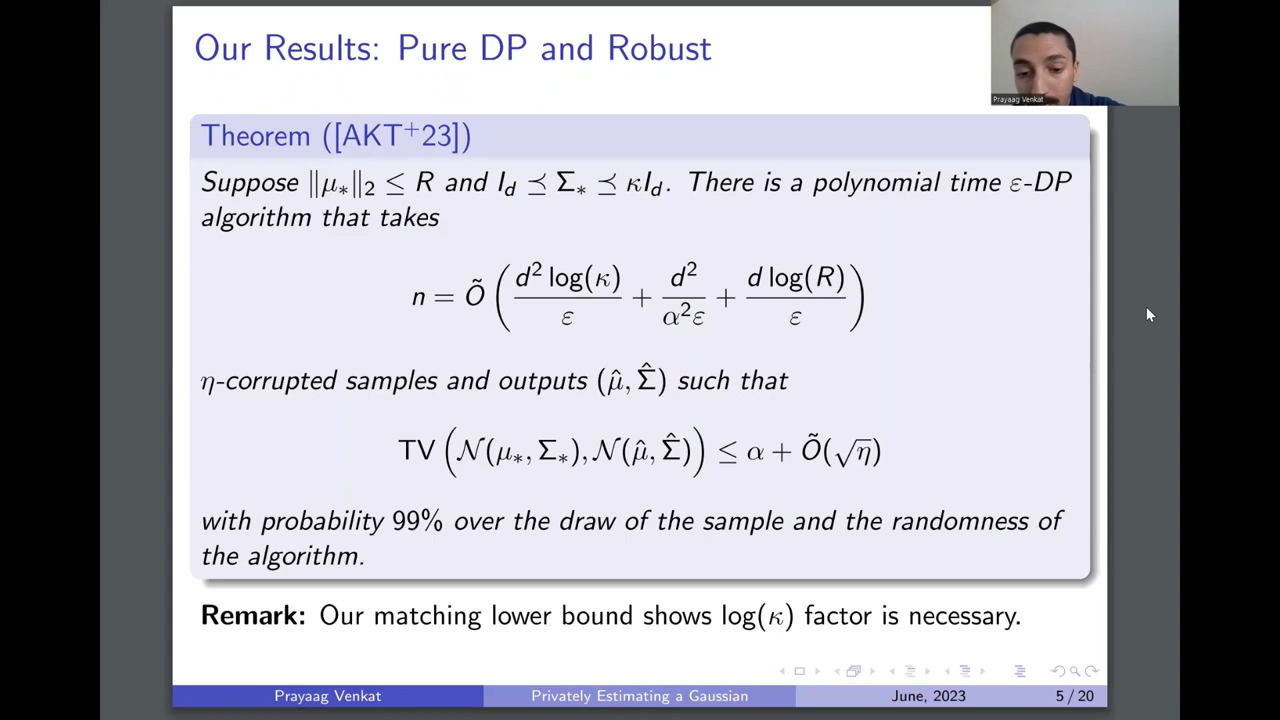 Our Results: Pure DP and Robust
Prayaag Venkat
Theorem ([AKT⁺23])
Suppose ‖μ∗‖₂ ≤ R and I_d ⪯ Σ∗ ⪯ κI_d. There is a polynomial time ε-DP
algorithm that takes
n = Õ ( d² log(κ) / ε + d² / α²ε + d log(R) / ε )
η-corrupted samples and outputs (μ̂, Σ̂) such that
TV ( 𝒩(μ∗, Σ∗), 𝒩(μ̂, Σ̂) ) ≤ α + Õ(√η)
with probability 99% over the draw of the sample and the randomness of
the algorithm.
Remark: Our matching lower bound shows log(κ) factor is necessary.
Prayaag Venkat Privately Estimating a Gaussian June, 2023 5 / 20